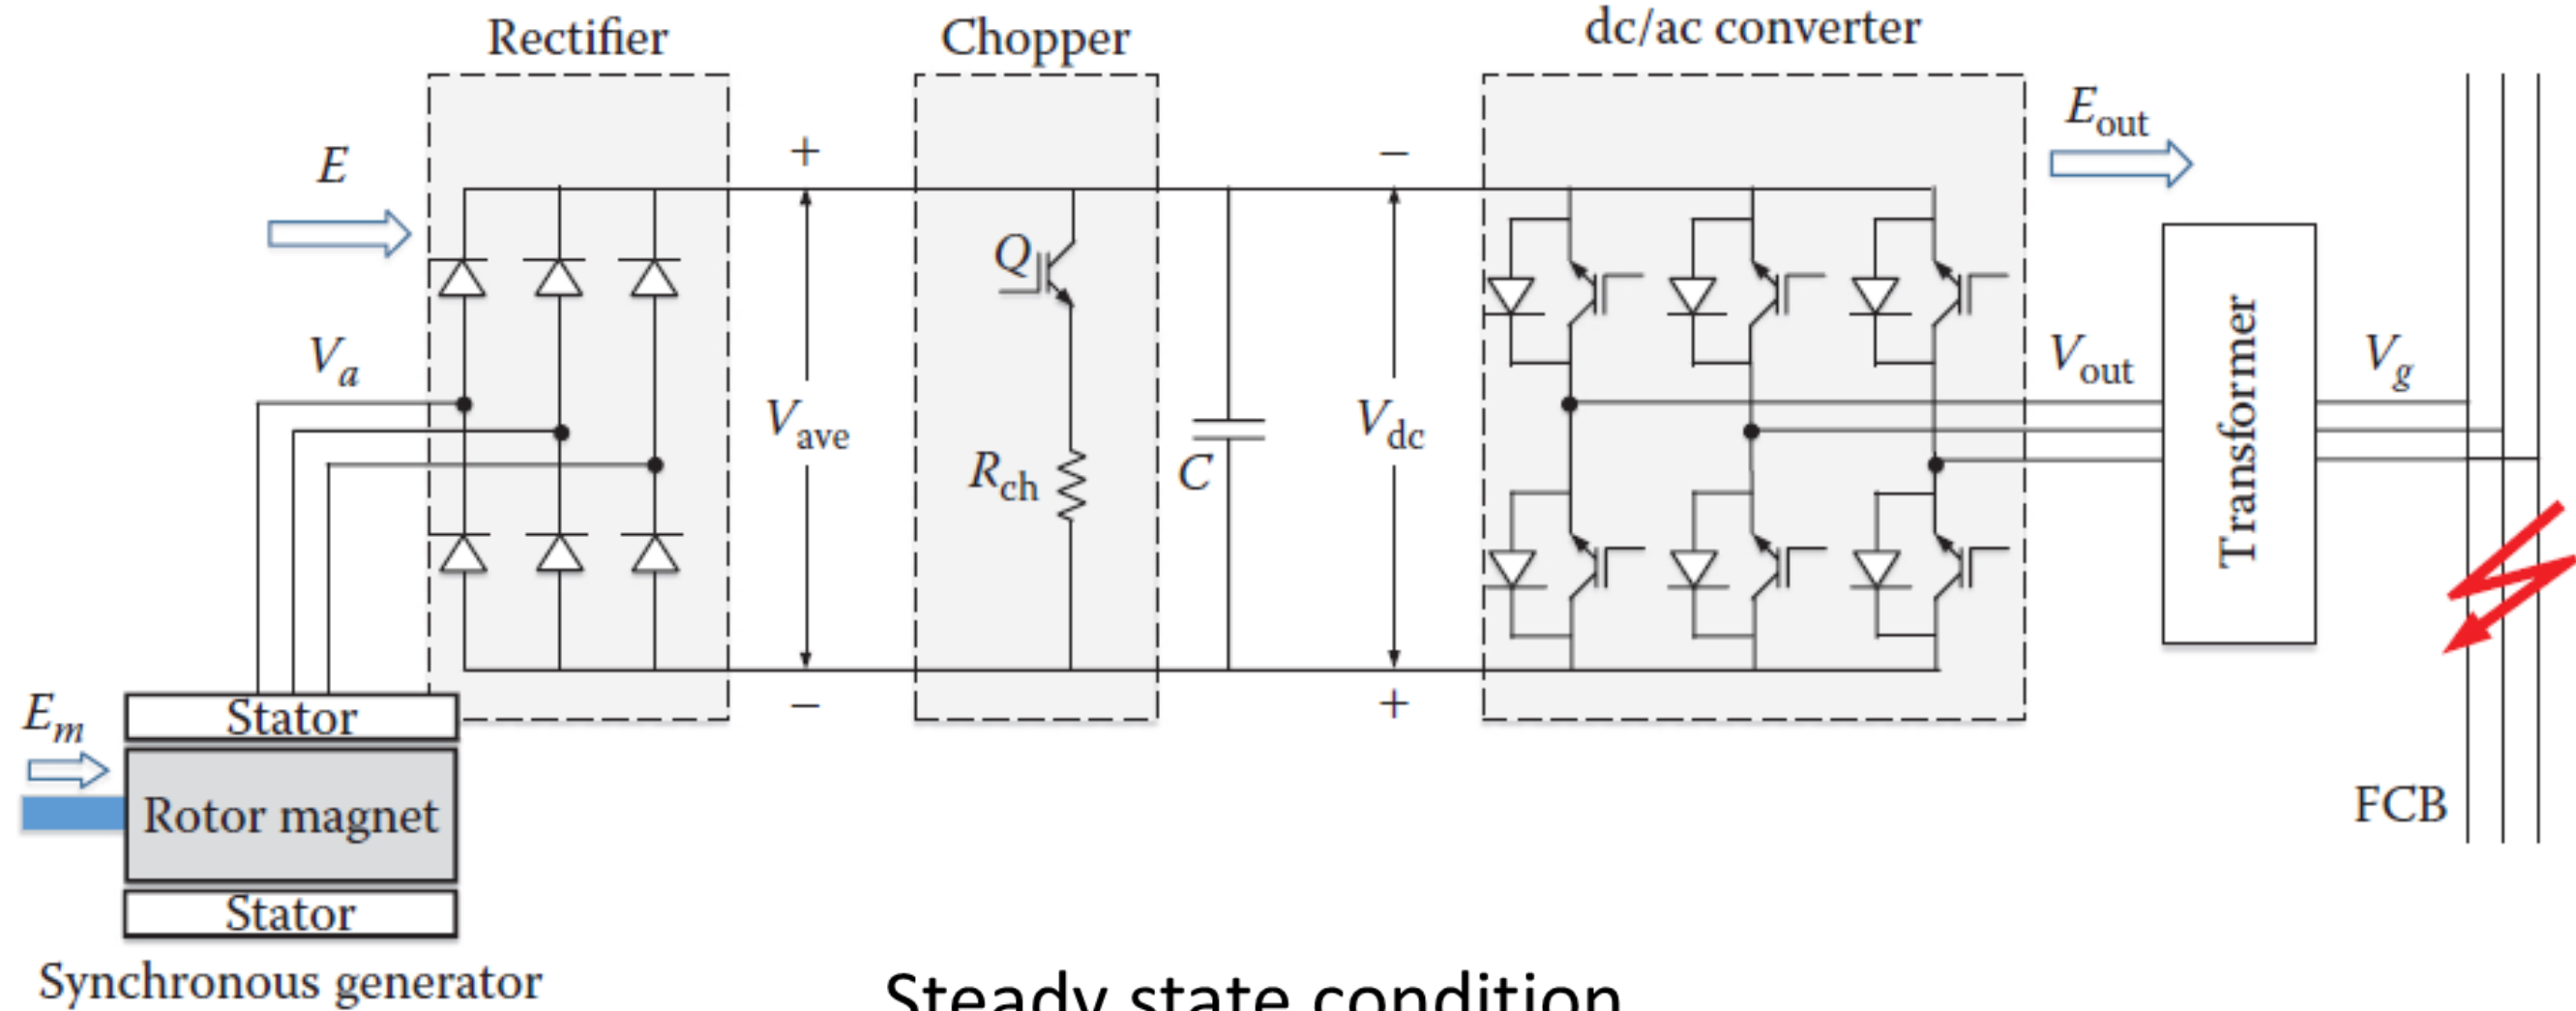 Rectifier
Chopper
dc/ac converter
E
+
−
E_out
Q
V_a
V_ave
R_ch
C
V_dc
V_out
Transformer
V_g
−
+
E_m
Stator
Rotor magnet
Stator
FCB
Synchronous generator
Steady state condition